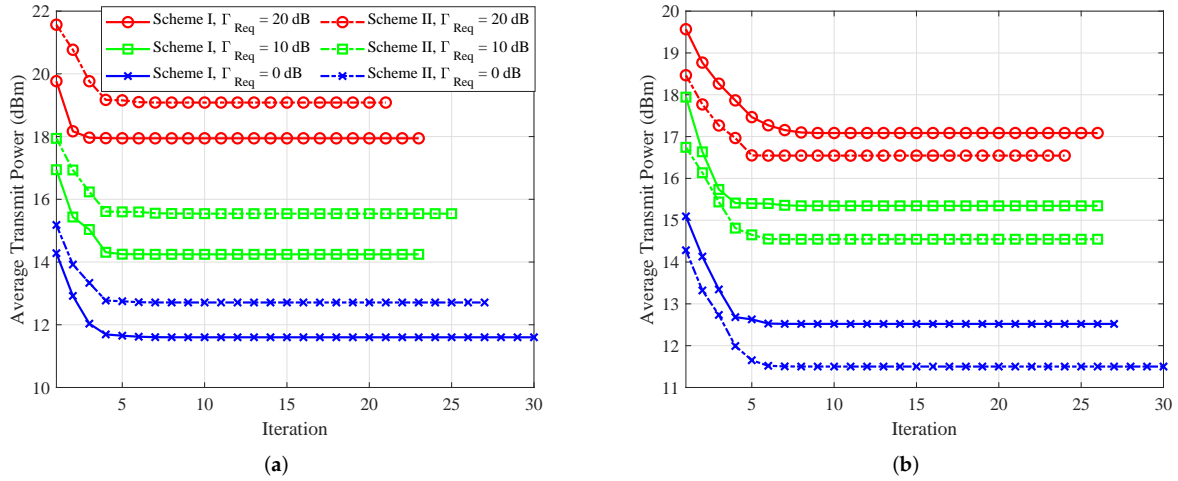 Scheme I, Γ Req = 20 dB
Scheme I, Γ Req = 10 dB
Scheme I, Γ Req = 0 dB
Scheme II, Γ Req = 20 dB
Scheme II, Γ Req = 10 dB
Scheme II, Γ Req = 0 dB
Average Transmit Power (dBm)
22
20
18
16
14
12
10
5
10
15
20
25
30
Iteration
(a)
Average Transmit Power (dBm)
20
19
18
17
16
15
14
13
12
11
5
10
15
20
25
30
Iteration
(b)